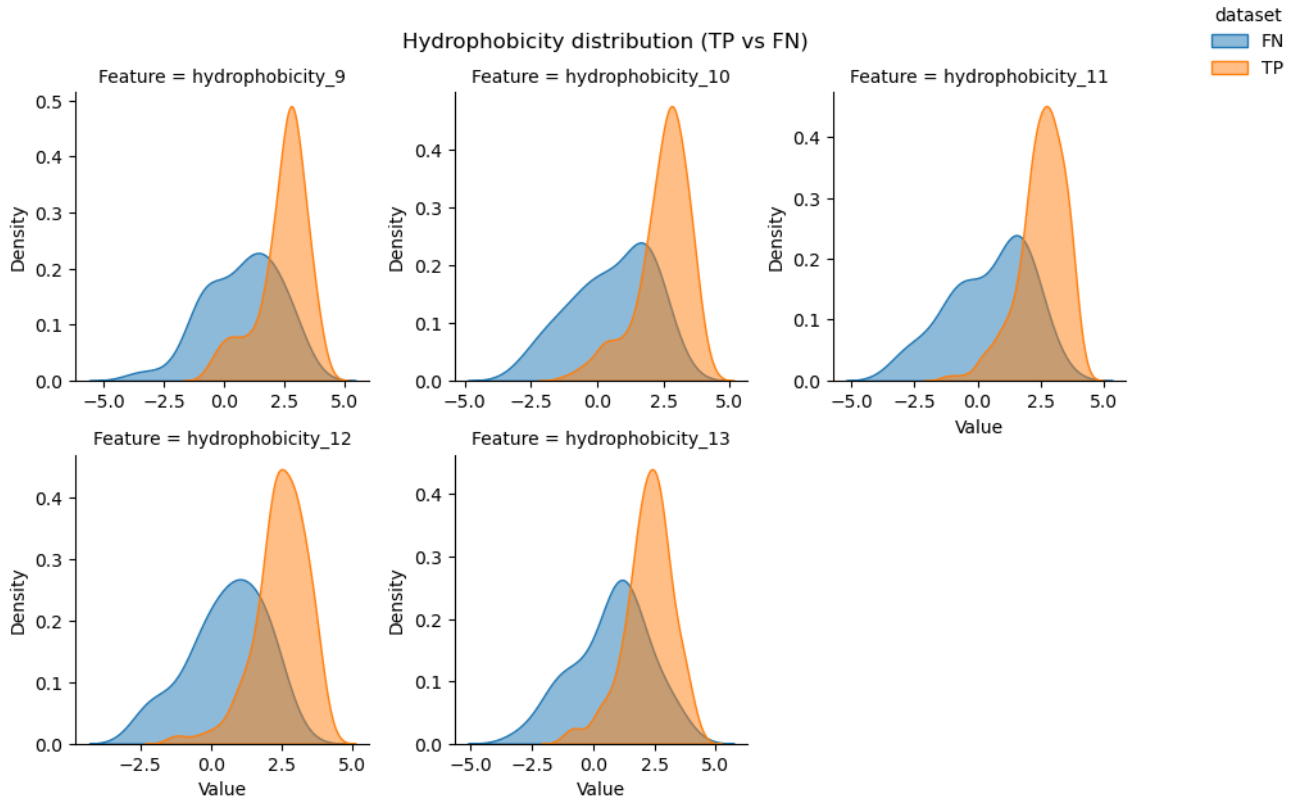 dataset
FN
TP
Hydrophobicity distribution (TP vs FN)
Feature = hydrophobicity_9
0.5
0.4
0.3
0.2
0.1
0.0
Density
−5.0 −2.5 0.0 2.5 5.0
Feature = hydrophobicity_10
0.4
0.3
0.2
0.1
0.0
Density
−5.0 −2.5 0.0 2.5 5.0
Feature = hydrophobicity_11
0.4
0.3
0.2
0.1
0.0
Density
−5.0 −2.5 0.0 2.5 5.0
Value
Feature = hydrophobicity_12
0.4
0.3
0.2
0.1
0.0
Density
−2.5 0.0 2.5 5.0
Value
Feature = hydrophobicity_13
0.4
0.3
0.2
0.1
0.0
Density
−5.0 −2.5 0.0 2.5 5.0
Value